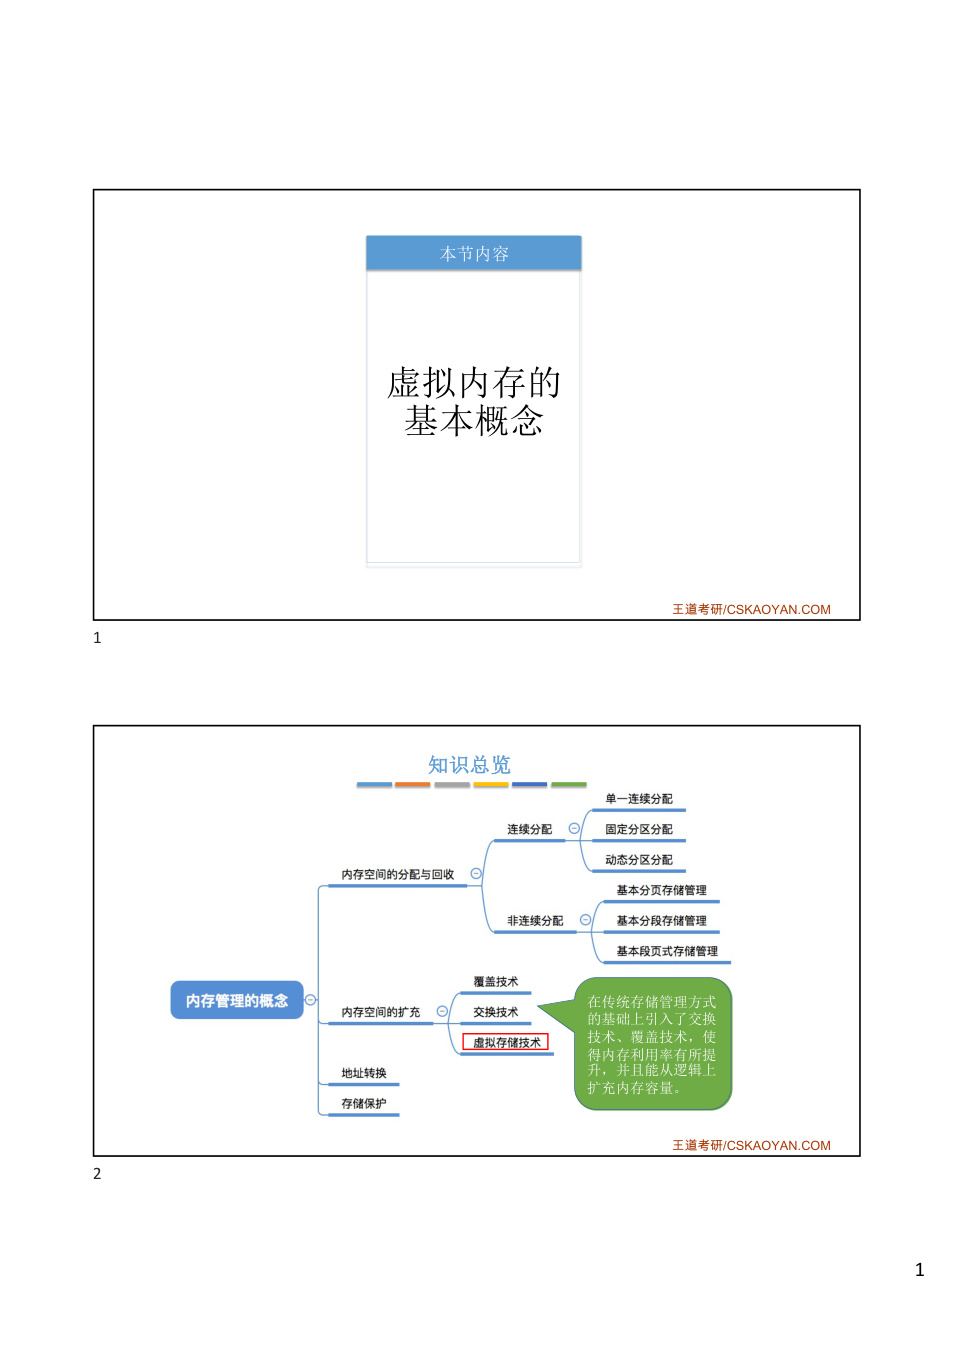 本节内容
虚拟内存的
基本概念
王道考研/CSKAOYAN.COM
1
知识总览
单一连续分配
连续分配
固定分区分配
动态分区分配
内存空间的分配与回收
基本分页存储管理
非连续分配
基本分段存储管理
基本段页式存储管理
覆盖技术
内存管理的概念
内存空间的扩充
交换技术
虚拟存储技术
在传统存储管理方式
的基础上引入了交换
技术、覆盖技术，使
得内存利用率有所提
升，并且能从逻辑上
扩充内存容量。
地址转换
存储保护
王道考研/CSKAOYAN.COM
2
1